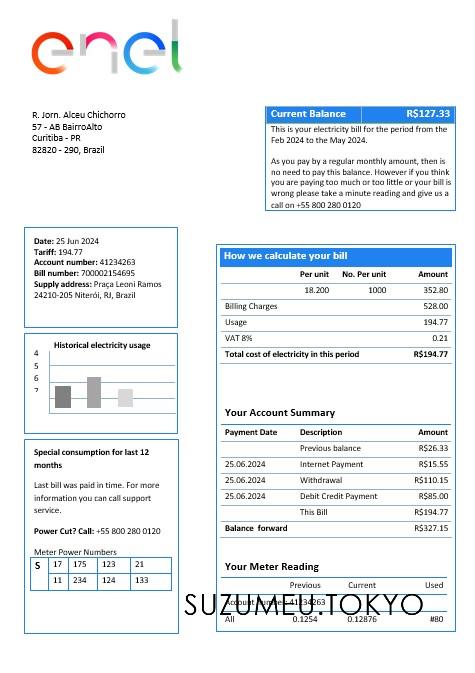 enel
R. Jorn. Alceu Chichorro
57 - AB BairroAlto
Curitiba - PR
82820 - 290, Brazil
Current Balance R$127.33
This is your electricity bill for the period from the
Feb 2024 to the May 2024.
As you pay by a regular monthly amount, then is
no need to pay this balance. However if you think
you are paying too much or too little or your bill is
wrong please take a minute reading and give us a
call on +55 800 280 0120
Date: 25 Jun 2024
Tariff: 194.77
Account number: 41234263
Bill number: 700002154695
Supply address: Praça Leoni Ramos
24210-205 Niterói, RJ, Brazil
How we calculate your bill
Per unit No. Per unit Amount
18.200 1000 352.80
Billing Charges 528.00
Usage 194.77
VAT 8% 0.21
Total cost of electricity in this period R$194.77
Historical electricity usage
4
5
6
7
Your Account Summary
Payment Date Description Amount
Previous balance R$26.33
25.06.2024 Internet Payment R$15.55
25.06.2024 Withdrawal R$110.15
25.06.2024 Debit Credit Payment R$85.00
This Bill R$194.77
Balance forward R$327.15
Special consumption for last 12
months
Last bill was paid in time. For more
information you can call support
service.
Power Cut? Call: +55 800 280 0120
Meter Power Numbers
S 17 175 123 21
11 234 124 133
Your Meter Reading
Previous Current Used
Account number 41234263
All 0.1254 0.12876 #80
SUZUMEU.TOKYO